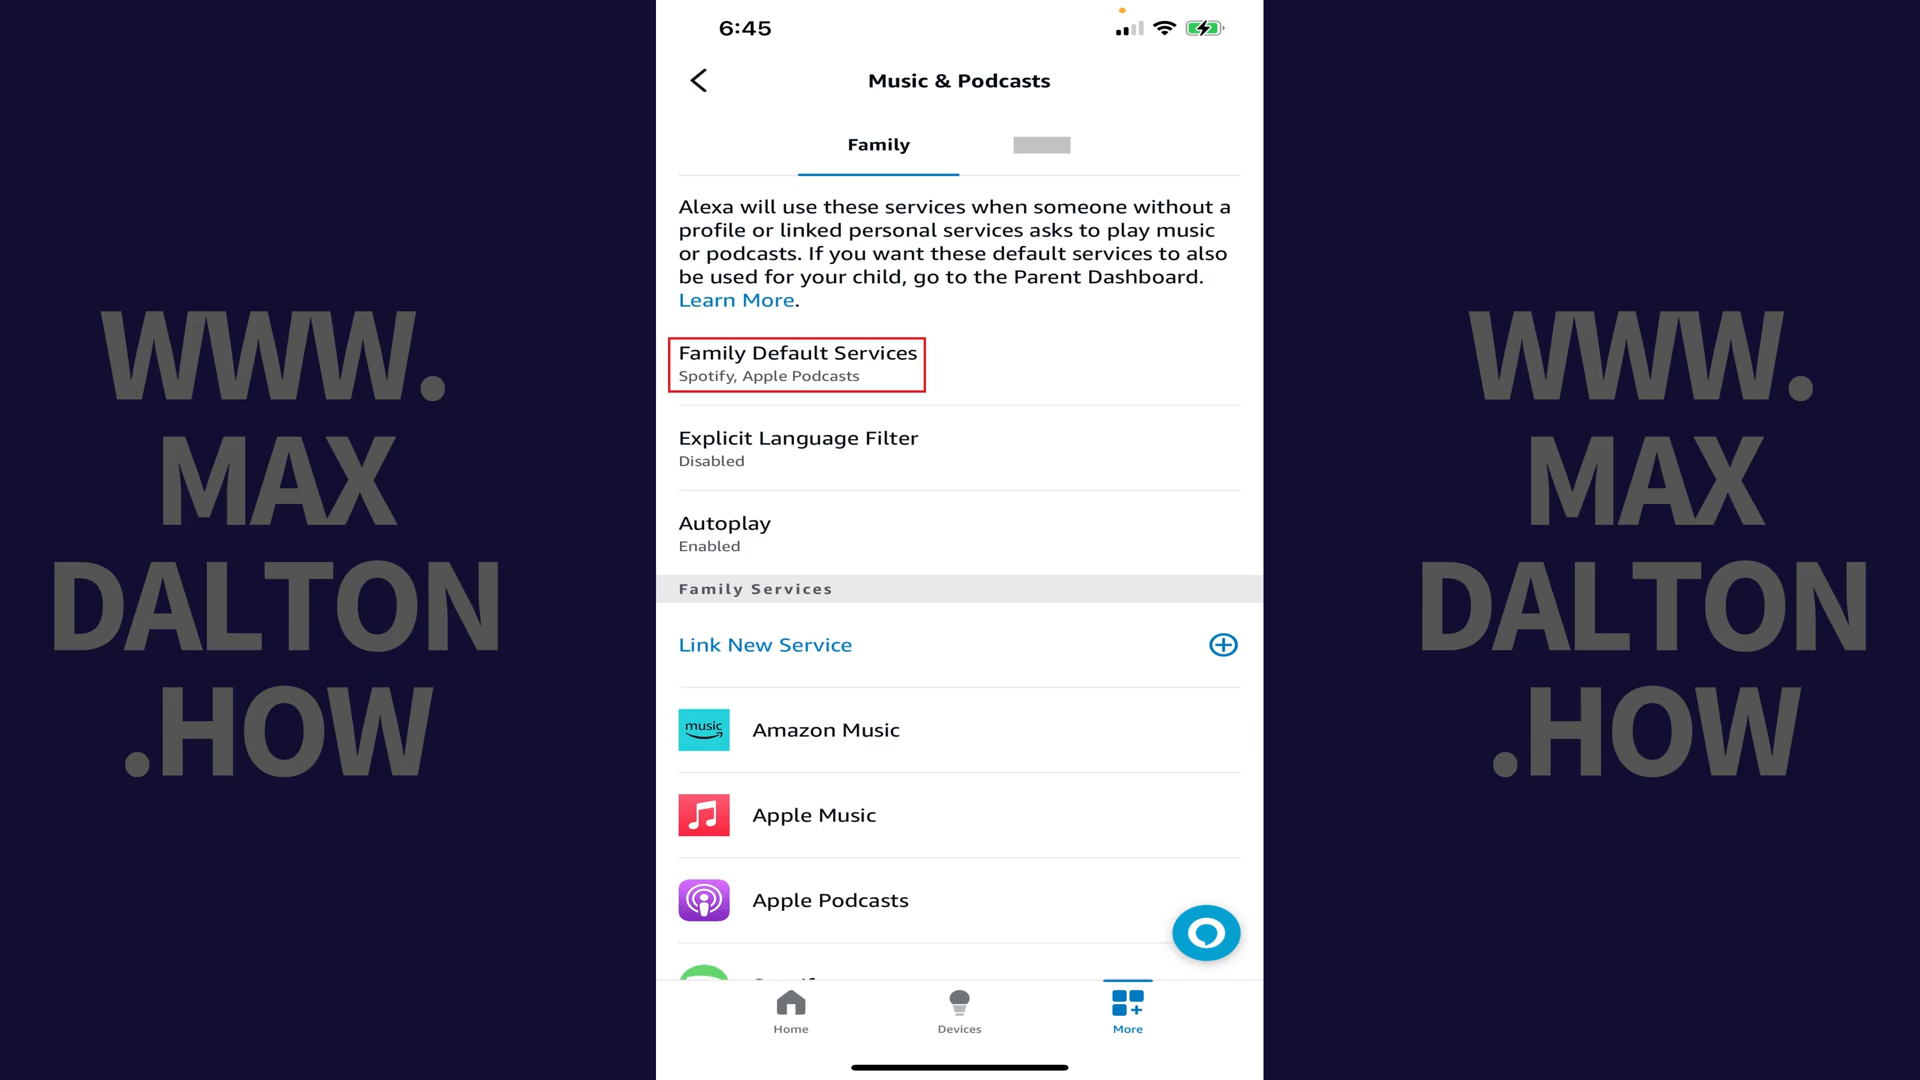 WWW.
MAX
DALTON
.HOW
6:45
Music & Podcasts
Family
Alexa will use these services when someone without a
profile or linked personal services asks to play music
or podcasts. If you want these default services to also
be used for your child, go to the Parent Dashboard.
Learn More.
Family Default Services
Spotify, Apple Podcasts
Explicit Language Filter
Disabled
Autoplay
Enabled
Family Services
Link New Service
music
Amazon Music
Apple Music
Apple Podcasts
Home
Devices
More
WWW.
MAX
DALTON
.HOW